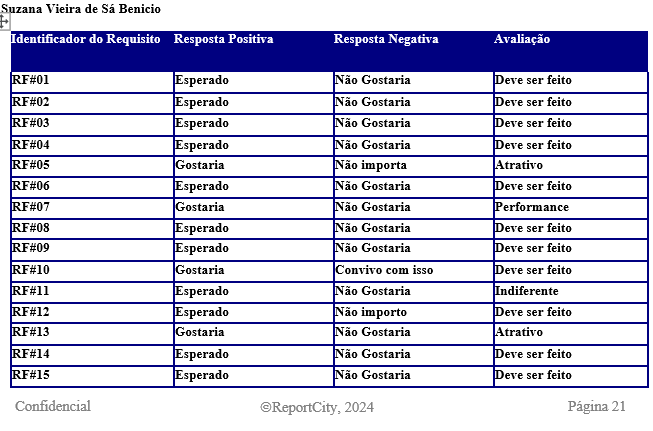 Suzana Vieira de Sá Benicio
Identificador do Requisito Resposta Positiva Resposta Negativa Avaliação
RF#01 Esperado Não Gostaria Deve ser feito
RF#02 Esperado Não Gostaria Deve ser feito
RF#03 Esperado Não Gostaria Deve ser feito
RF#04 Esperado Não Gostaria Deve ser feito
RF#05 Gostaria Não importa Atrativo
RF#06 Esperado Não Gostaria Deve ser feito
RF#07 Gostaria Não Gostaria Performance
RF#08 Esperado Não Gostaria Deve ser feito
RF#09 Esperado Não Gostaria Deve ser feito
RF#10 Gostaria Convivo com isso Deve ser feito
RF#11 Esperado Não Gostaria Indiferente
RF#12 Esperado Não importo Deve ser feito
RF#13 Gostaria Não Gostaria Atrativo
RF#14 Esperado Não Gostaria Deve ser feito
RF#15 Esperado Não Gostaria Deve ser feito
Confidencial ©ReportCity, 2024 Página 21